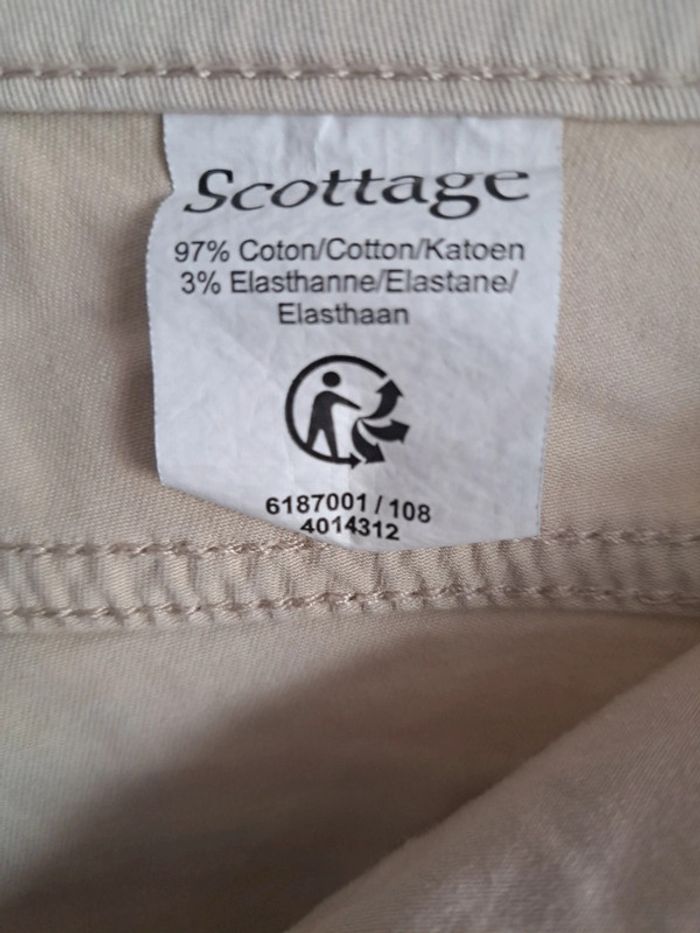 Scottage
97% Coton/Cotton/Katoen
3% Elasthanne/Elastane/
Elasthaan
6187001 / 108
4014312